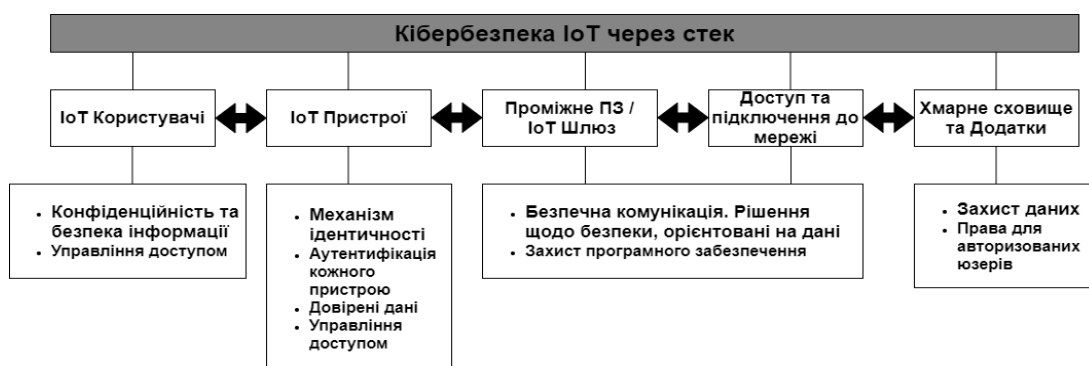 Кібербезпека IoT через стек
IoT Користувачі
IoT Пристрої
Проміжне ПЗ /
IoT Шлюз
Доступ та
підключення до
мережі
Хмарне сховище
та Додатки
• Конфіденційність та
безпека інформації
• Управління доступом
• Механізм
ідентичності
• Аутентифікація
кожного
пристрою
• Довірені дані
• Управління
доступом
• Безпечна комунікація. Рішення
щодо безпеки, орієнтовані на дані
• Захист програмного забезпечення
• Захист даних
• Права для
авторизованих
юзерів